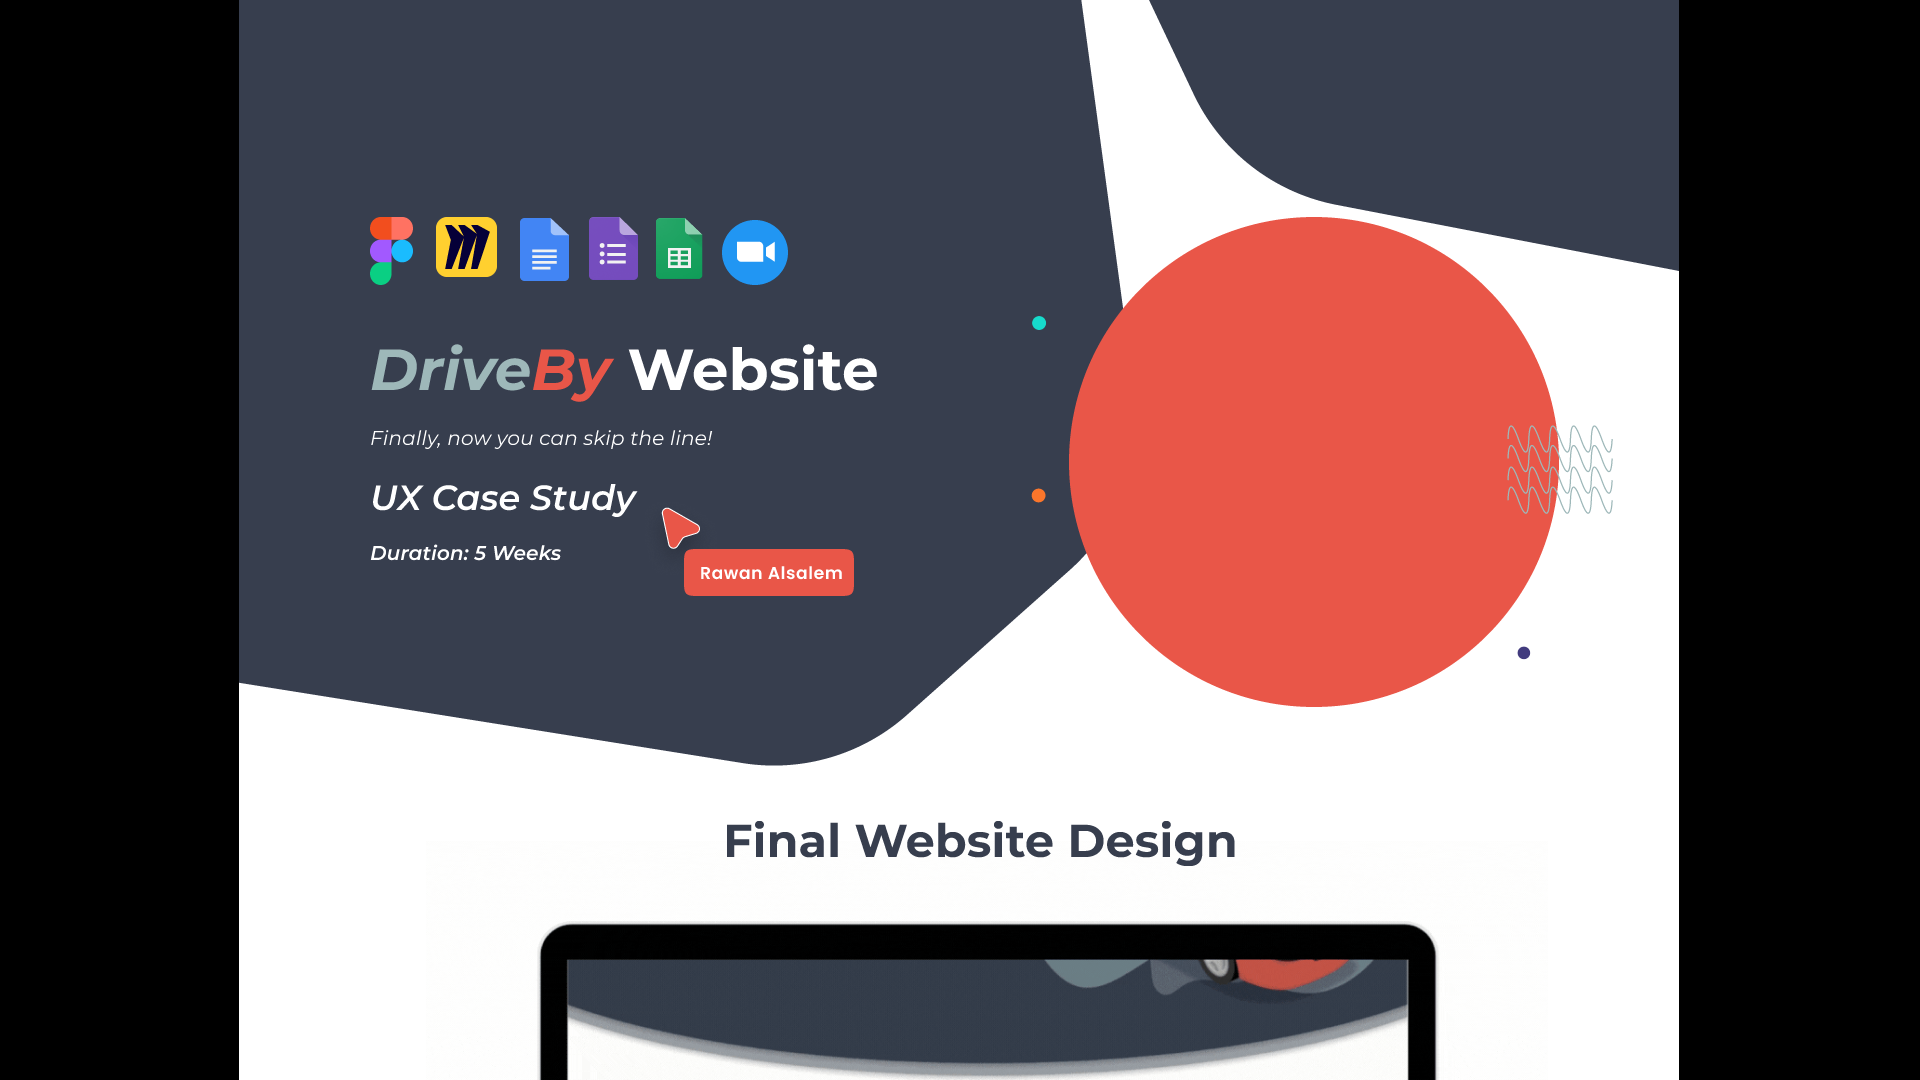 DriveBy Website
Finally, now you can skip the line!
UX Case Study
Duration: 5 Weeks
Rawan Alsalem
Final Website Design